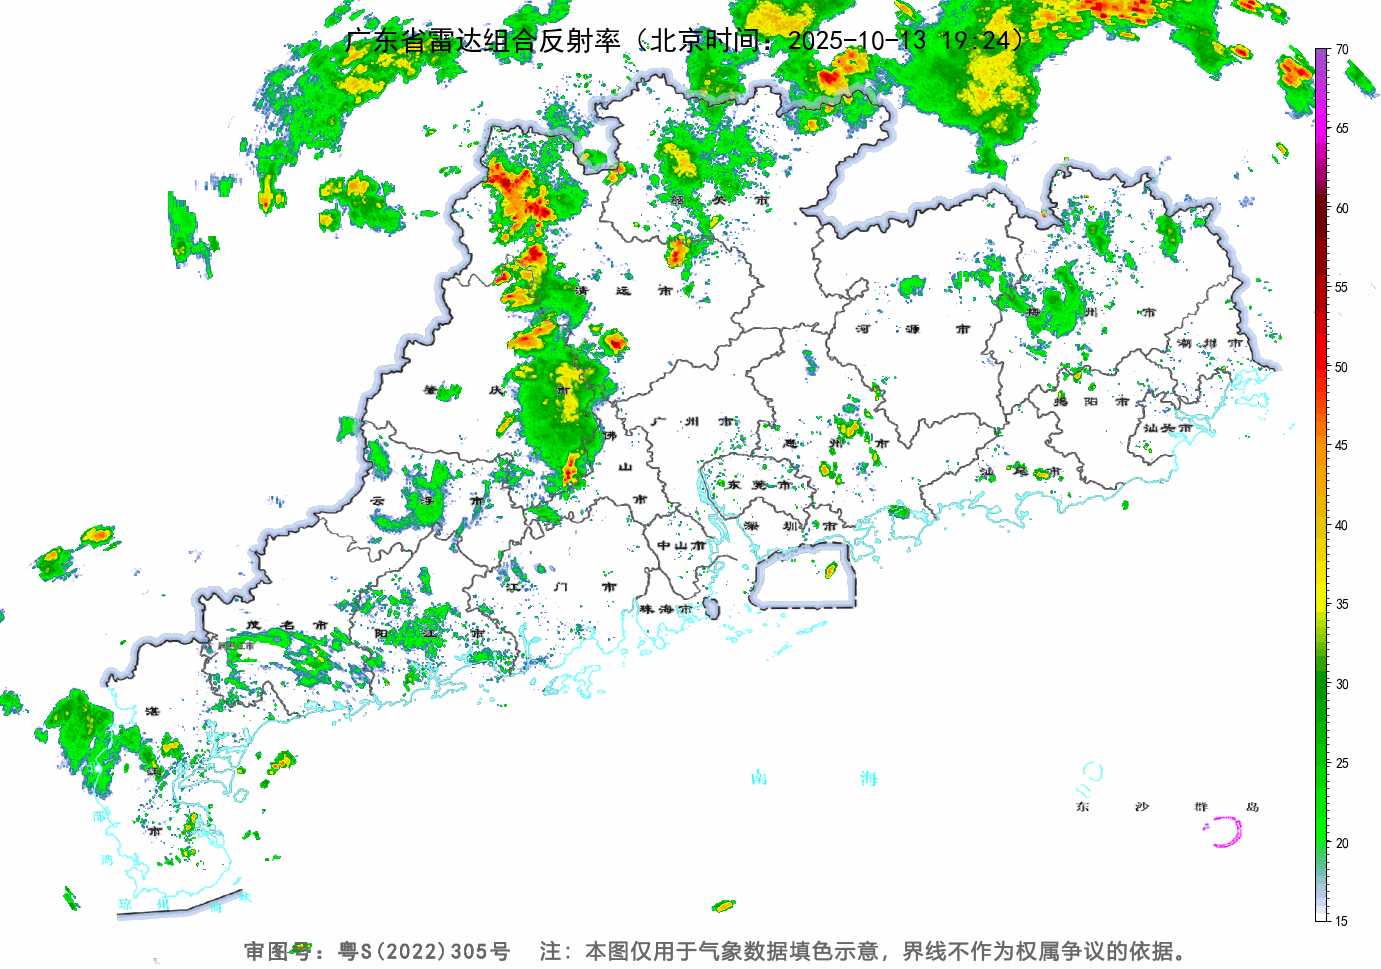 广东省雷达组合反射率（北京时间：2025-10-13 19:24）
70
65
60
55
50
45
40
35
30
25
20
15
韶 关 市
清 远 市
河 源 市
梅 州 市
潮 州 市
肇 庆 市
广 州 市
佛 山 市
惠 州 市
揭 阳 市
汕头市
汕 尾 市
云 浮 市
东 莞 市
深 圳 市
中山市
江 门 市
珠海市
茂 名 市
阳 江 市
湛 江 市
南 海
东 沙 群 岛
琼 州 海 峡
审图号：粤S(2022)305号 注：本图仅用于气象数据填色示意，界线不作为权属争议的依据。